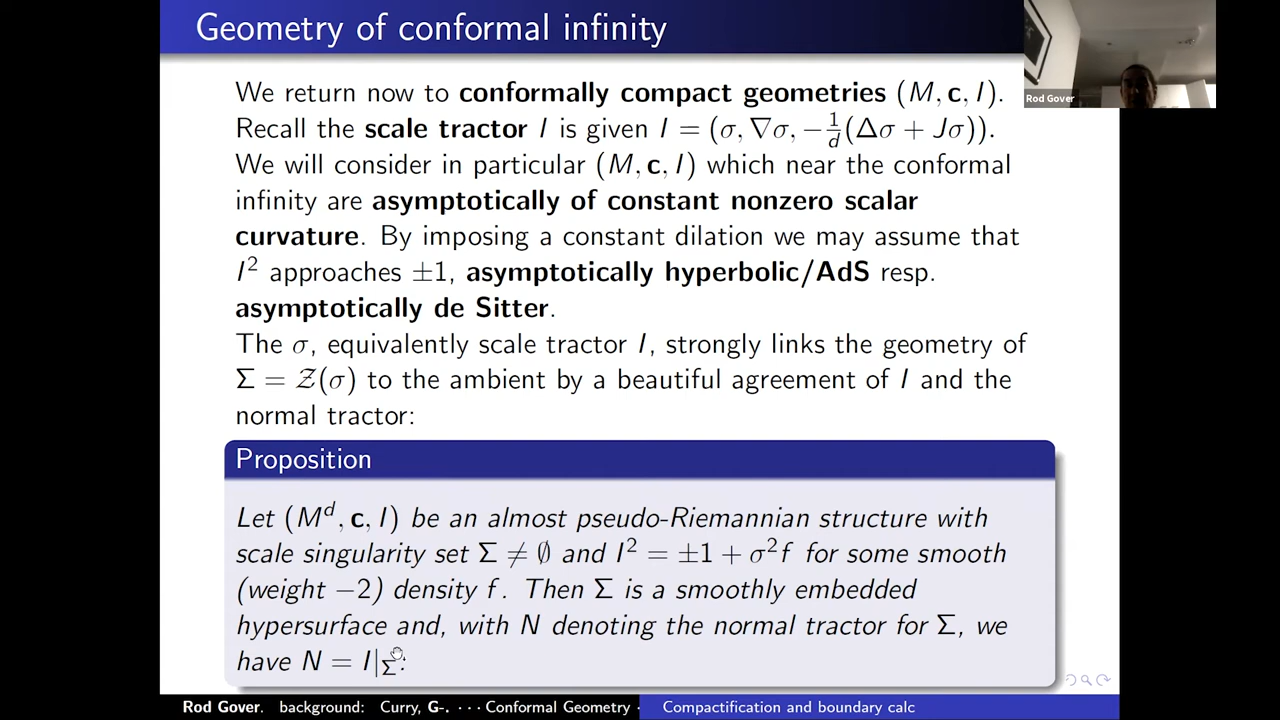 Geometry of conformal infinity
We return now to conformally compact geometries (M, c, I).
Recall the scale tractor I is given I = (σ, ∇σ, −1/d(Δσ + Jσ)).
We will consider in particular (M, c, I) which near the conformal
infinity are asymptotically of constant nonzero scalar
curvature. By imposing a constant dilation we may assume that
I² approaches ±1, asymptotically hyperbolic/AdS resp.
asymptotically de Sitter.
The σ, equivalently scale tractor I, strongly links the geometry of
Σ = 𝒵(σ) to the ambient by a beautiful agreement of I and the
normal tractor:
Proposition
Let (Mᵈ, c, I) be an almost pseudo-Riemannian structure with
scale singularity set Σ ≠ ∅ and I² = ±1 + σ²f for some smooth
(weight −2) density f. Then Σ is a smoothly embedded
hypersurface and, with N denoting the normal tractor for Σ, we
have N = I|Σ:
Rod Gover
Rod Gover. background: Curry, G-. ··· Conformal Geometry ·
Compactification and boundary calc